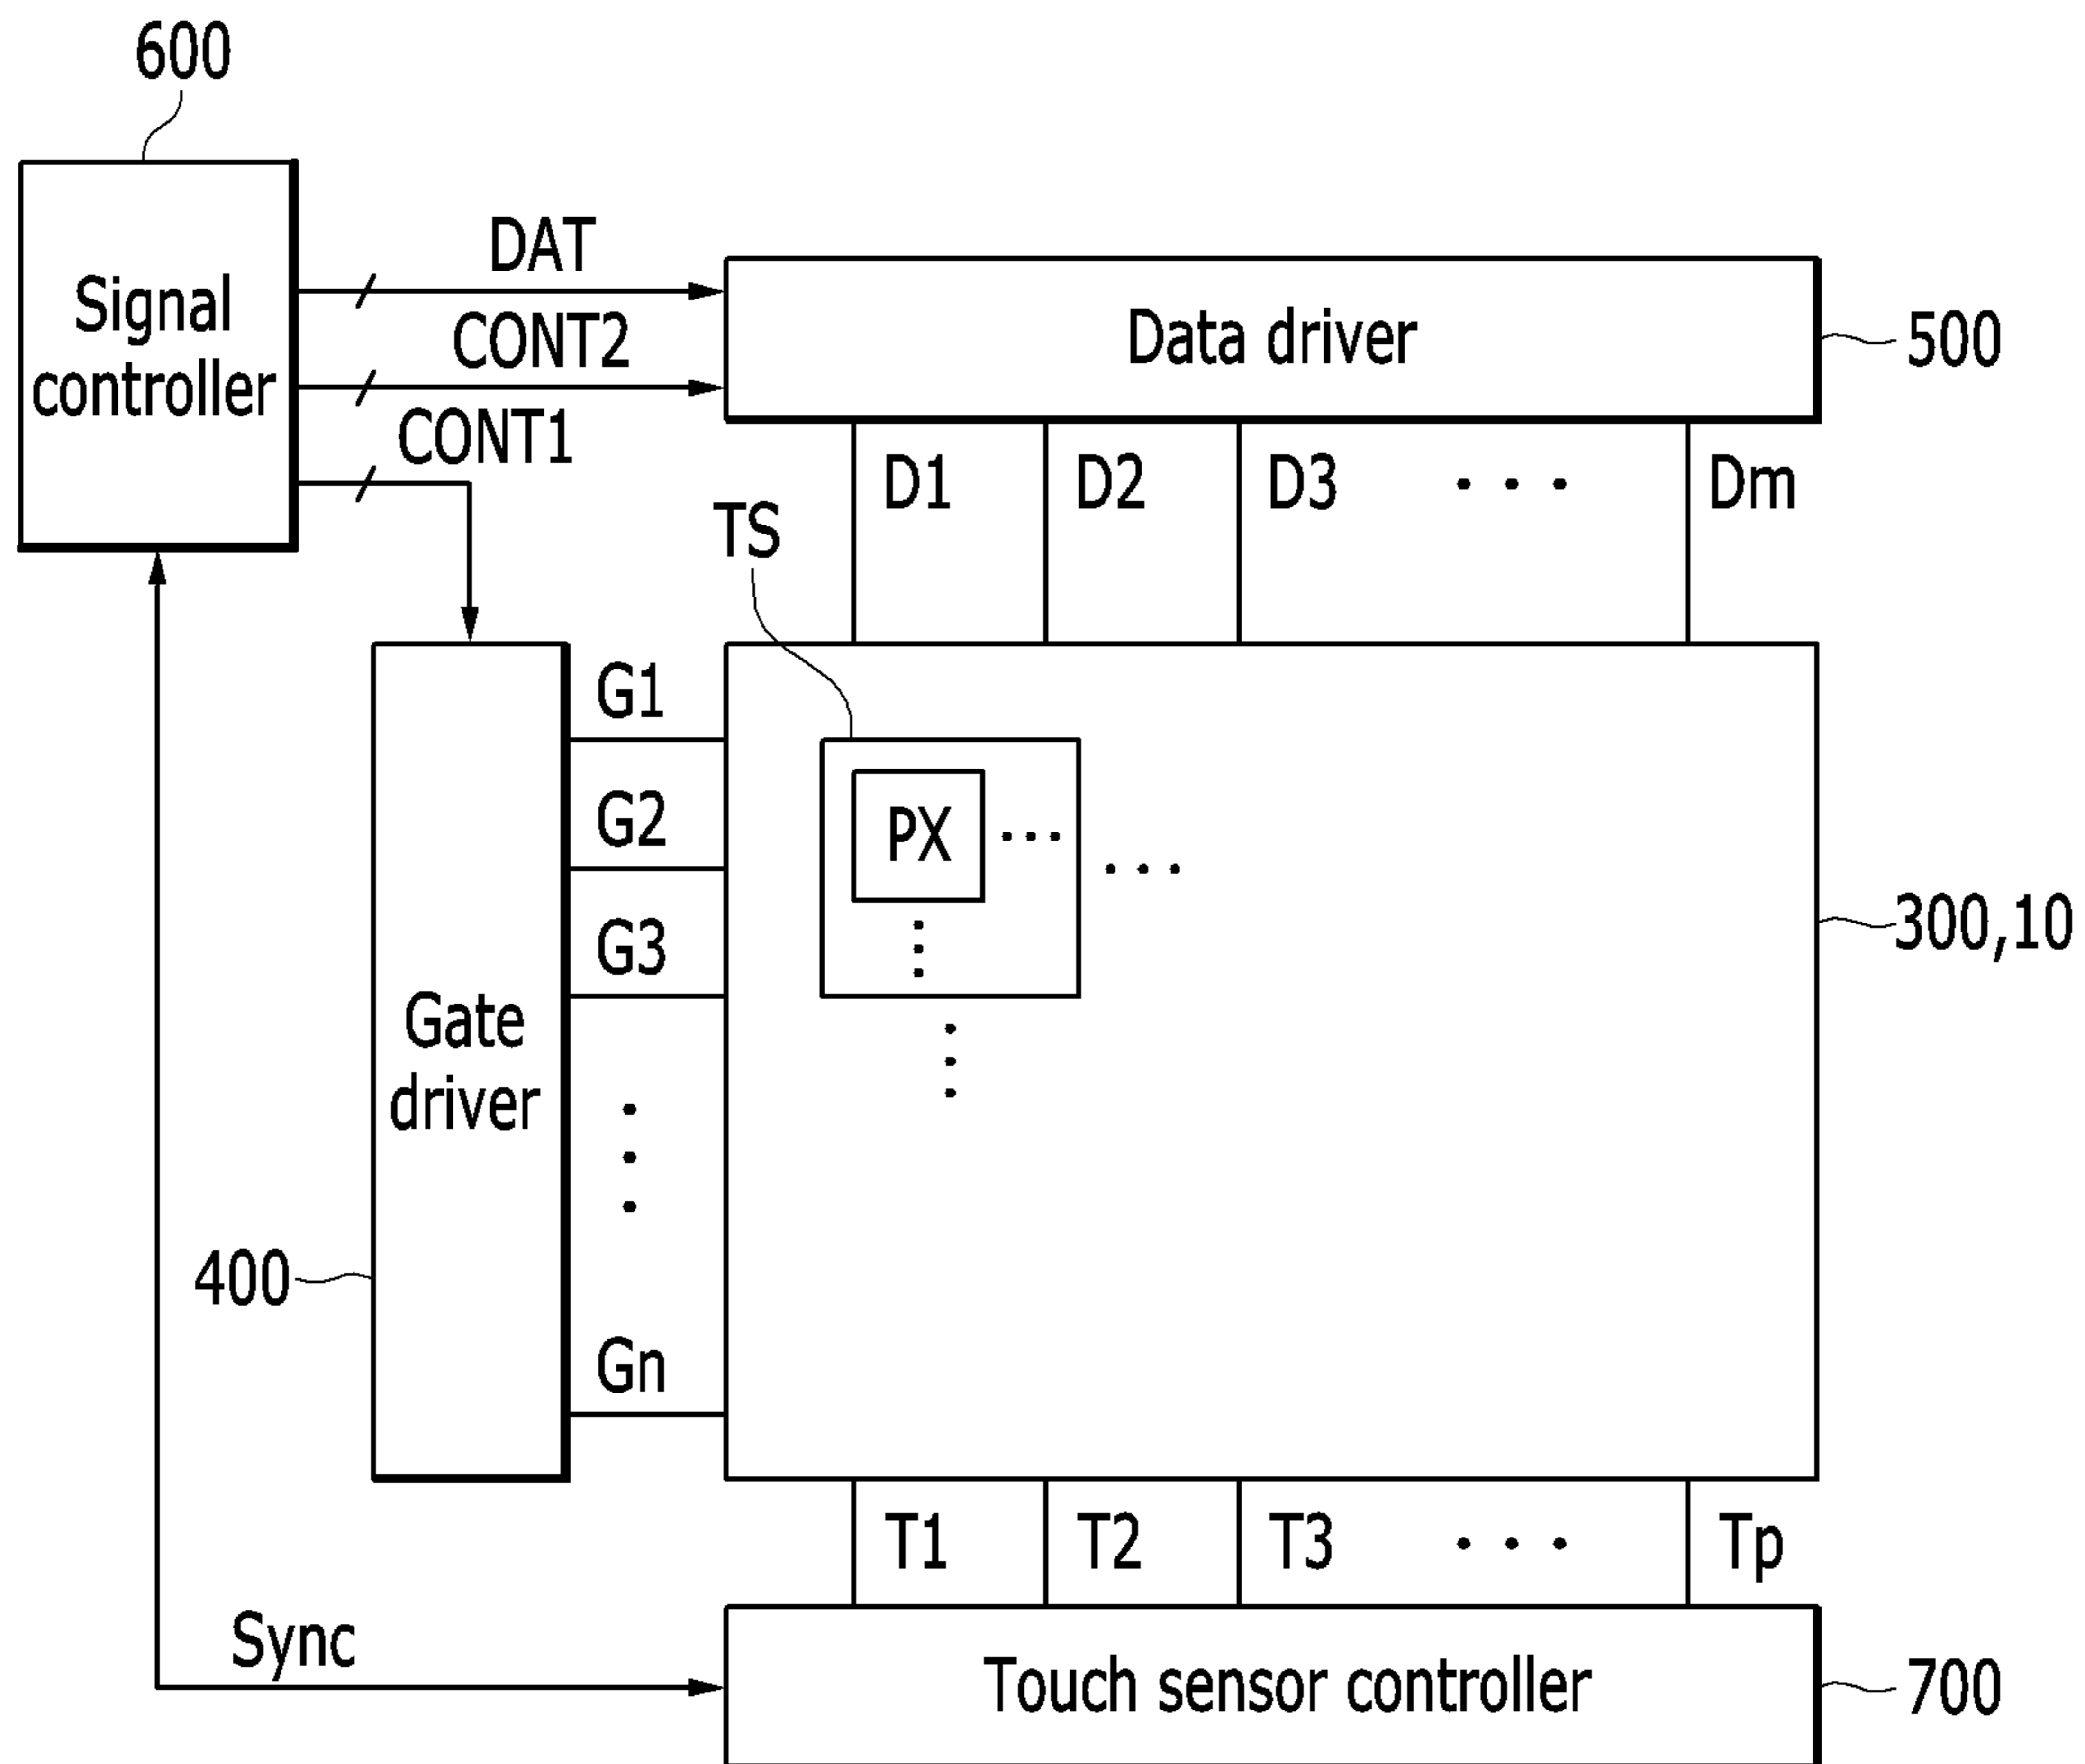 600
Signal
controller
DAT
CONT2
CONT1
Data driver
500
D1 D2 D3 ... Dm
TS
G1
G2
G3
Gn
PX ...
...
300,10
Gate
driver
400
T1 T2 T3 ... Tp
Sync
Touch sensor controller
700